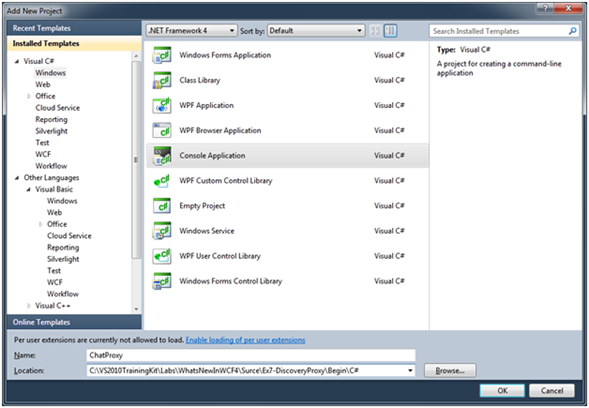 Add New Project
Recent Templates
Installed Templates
Visual C#
Windows
Web
Office
Cloud Service
Reporting
Silverlight
Test
WCF
Workflow
Other Languages
Visual Basic
Windows
Web
Office
Cloud Service
Reporting
Silverlight
Test
WCF
Workflow
Visual C++
Online Templates
.NET Framework 4
Sort by: Default
Windows Forms Application Visual C#
Class Library Visual C#
WPF Application Visual C#
WPF Browser Application Visual C#
Console Application Visual C#
WPF Custom Control Library Visual C#
Empty Project Visual C#
Windows Service Visual C#
WPF User Control Library Visual C#
Windows Forms Control Library Visual C#
Search Installed Templates
Type: Visual C#
A project for creating a command-line
application
Per user extensions are currently not allowed to load. Enable loading of per user extensions
Name: ChatProxy
Location: C:\VS2010TrainingKit\Labs\WhatsNewInWCF4\Surce\Ex7-DiscoveryProxy\Begin\C# Browse...
OK Cancel